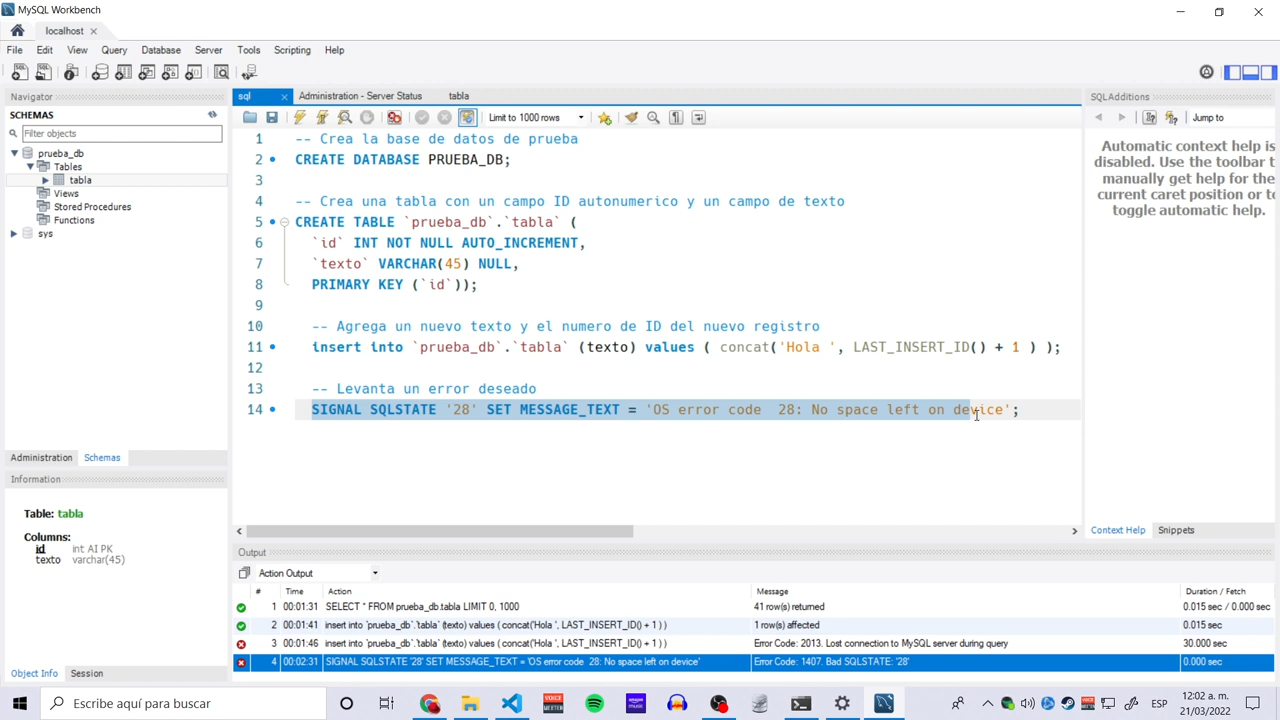 MySQL Workbench
localhost
File Edit View Query Database Server Tools Scripting Help
Navigator
SCHEMAS
Filter objects
prueba_db
Tables
tabla
Views
Stored Procedures
Functions
sys
Administration Schemas
Information
Table: tabla
Columns:
id int AI PK
texto varchar(45)
Object Info Session
sql Administration - Server Status tabla
Limit to 1000 rows
1 -- Crea la base de datos de prueba
2 CREATE DATABASE PRUEBA_DB;
3
4 -- Crea una tabla con un campo ID autonumerico y un campo de texto
5 CREATE TABLE `prueba_db`.`tabla` (
6 `id` INT NOT NULL AUTO_INCREMENT,
7 `texto` VARCHAR(45) NULL,
8 PRIMARY KEY (`id`));
9
10 -- Agrega un nuevo texto y el numero de ID del nuevo registro
11 insert into `prueba_db`.`tabla` (texto) values ( concat('Hola ', LAST_INSERT_ID() + 1 ) );
12
13 -- Levanta un error deseado
14 SIGNAL SQLSTATE '28' SET MESSAGE_TEXT = 'OS error code  28: No space left on device';
SQLAdditions
Jump to
Automatic context help is
disabled. Use the toolbar t
manually get help for the
current caret position or to
toggle automatic help.
Context Help Snippets
Output
Action Output
# Time Action Message Duration / Fetch
1 00:01:31 SELECT * FROM prueba_db.tabla LIMIT 0, 1000 41 row(s) returned 0.015 sec / 0.000 sec
2 00:01:41 insert into `prueba_db`.`tabla` (texto) values ( concat('Hola ', LAST_INSERT_ID() + 1 ) ) 1 row(s) affected 0.015 sec
3 00:01:46 insert into `prueba_db`.`tabla` (texto) values ( concat('Hola ', LAST_INSERT_ID() + 1 ) ) Error Code: 2013. Lost connection to MySQL server during query 30.000 sec
4 00:02:31 SIGNAL SQLSTATE '28' SET MESSAGE_TEXT = 'OS error code  28: No space left on device' Error Code: 1407. Bad SQLSTATE: '28' 0.000 sec
Escribe aquí para buscar
ESP
12:02 a. m.
21/03/2022